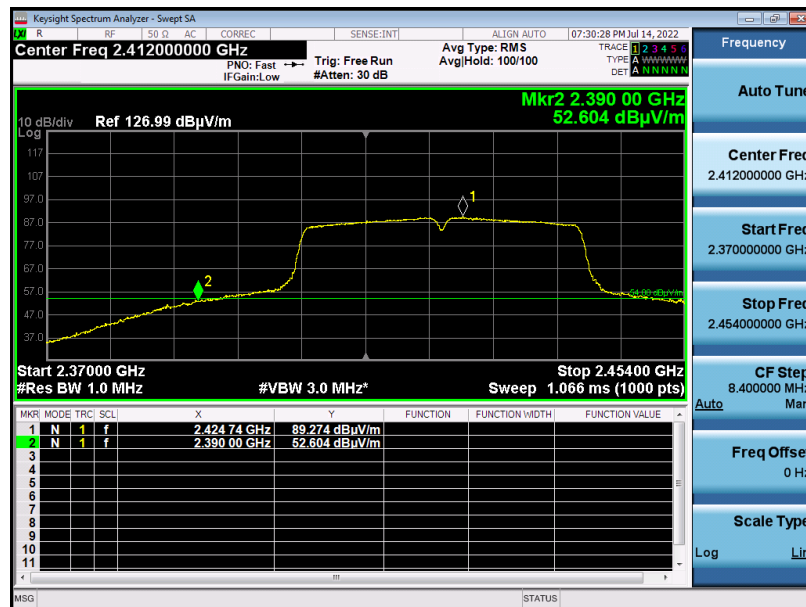 Keysight Spectrum Analyzer - Swept SA
LXI R RF 50 Ω AC CORREC SENSE:INT ALIGN AUTO 07:30:28 PM Jul 14, 2022
Center Freq 2.412000000 GHz
PNO: Fast
IFGain:Low
Trig: Free Run
#Atten: 30 dB
Avg Type: RMS
Avg|Hold: 100/100
TRACE 1 2 3 4 5 6
TYPE A WWWWW
DET A N N N N N
Mkr2 2.390 00 GHz
52.604 dBµV/m
10 dB/div Ref 126.99 dBµV/m
Log
117
107
97.0
87.0
77.0
67.0
57.0
47.0
37.0
1
2
54.00 dBµV/m
Start 2.37000 GHz Stop 2.45400 GHz
#Res BW 1.0 MHz #VBW 3.0 MHz* Sweep 1.066 ms (1000 pts)
MKR MODE TRC SCL X Y FUNCTION FUNCTION WIDTH FUNCTION VALUE
1 N 1 f 2.424 74 GHz 89.274 dBµV/m
2 N 1 f 2.390 00 GHz 52.604 dBµV/m
3
4
5
6
7
8
9
10
11
MSG STATUS
Frequency
Auto Tune
Center Freq
2.412000000 GHz
Start Freq
2.370000000 GHz
Stop Freq
2.454000000 GHz
CF Step
8.400000 MHz
Auto Man
Freq Offset
0 Hz
Scale Type
Log Lin